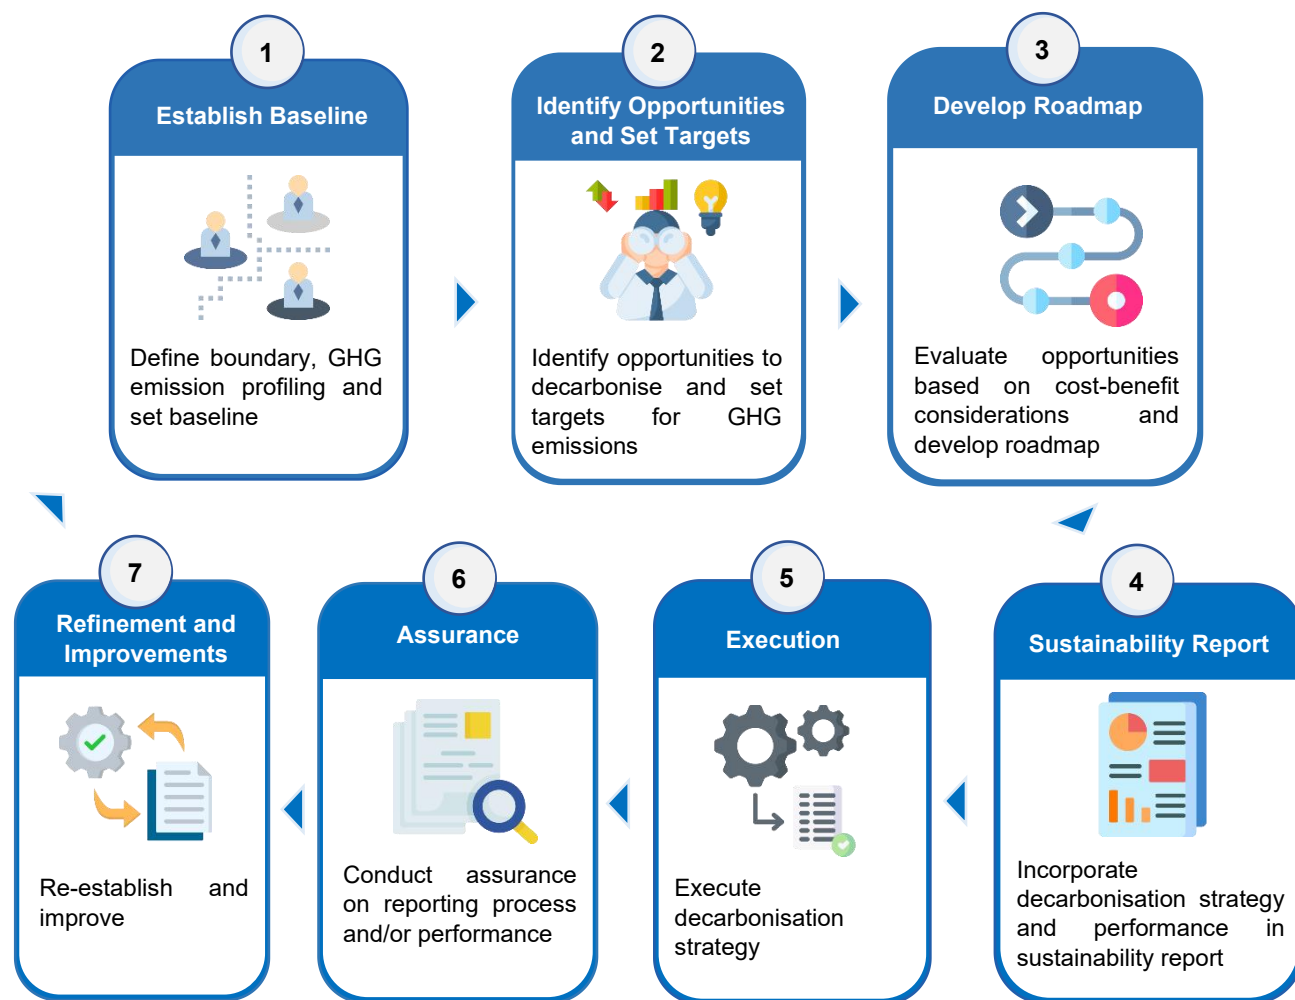 1
Establish Baseline
Define boundary, GHG
emission profiling and
set baseline
2
Identify Opportunities
and Set Targets
Identify opportunities to
decarbonise and set
targets for GHG
emissions
3
Develop Roadmap
Evaluate opportunities
based on cost-benefit
considerations and
develop roadmap
7
Refinement and
Improvements
Re-establish and
improve
6
Assurance
Conduct assurance
on reporting process
and/or performance
5
Execution
Execute
decarbonisation
strategy
4
Sustainability Report
Incorporate
decarbonisation strategy
and performance in
sustainability report